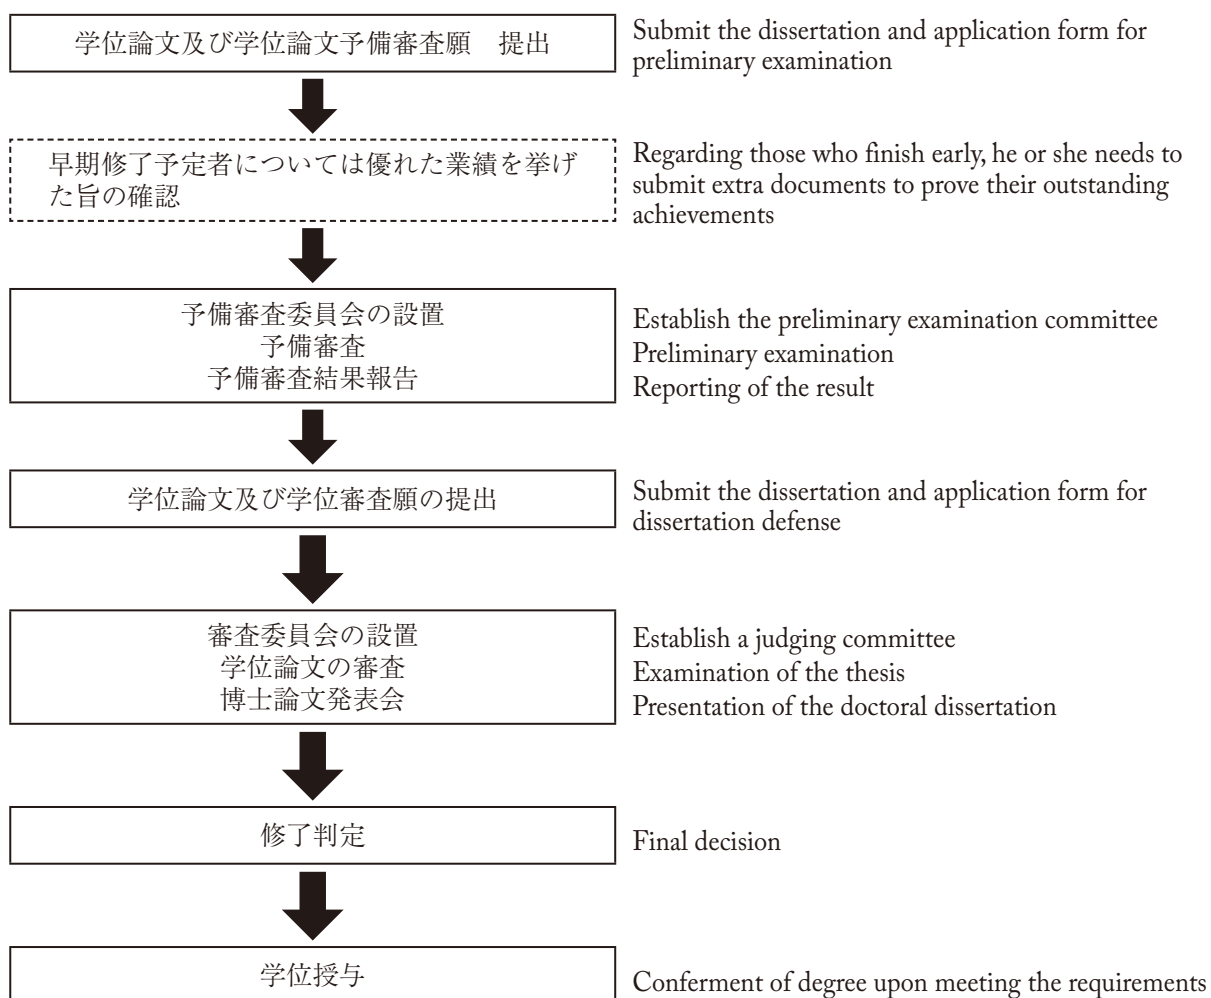 学位論文及び学位論文予備審査願　提出
Submit the dissertation and application form for
preliminary examination
早期修了予定者については優れた業績を挙げ
た旨の確認
Regarding those who finish early, he or she needs to
submit extra documents to prove their outstanding
achievements
予備審査委員会の設置
予備審査
予備審査結果報告
Establish the preliminary examination committee
Preliminary examination
Reporting of the result
学位論文及び学位審査願の提出
Submit the dissertation and application form for
dissertation defense
審査委員会の設置
学位論文の審査
博士論文発表会
Establish a judging committee
Examination of the thesis
Presentation of the doctoral dissertation
修了判定
Final decision
学位授与
Conferment of degree upon meeting the requirements